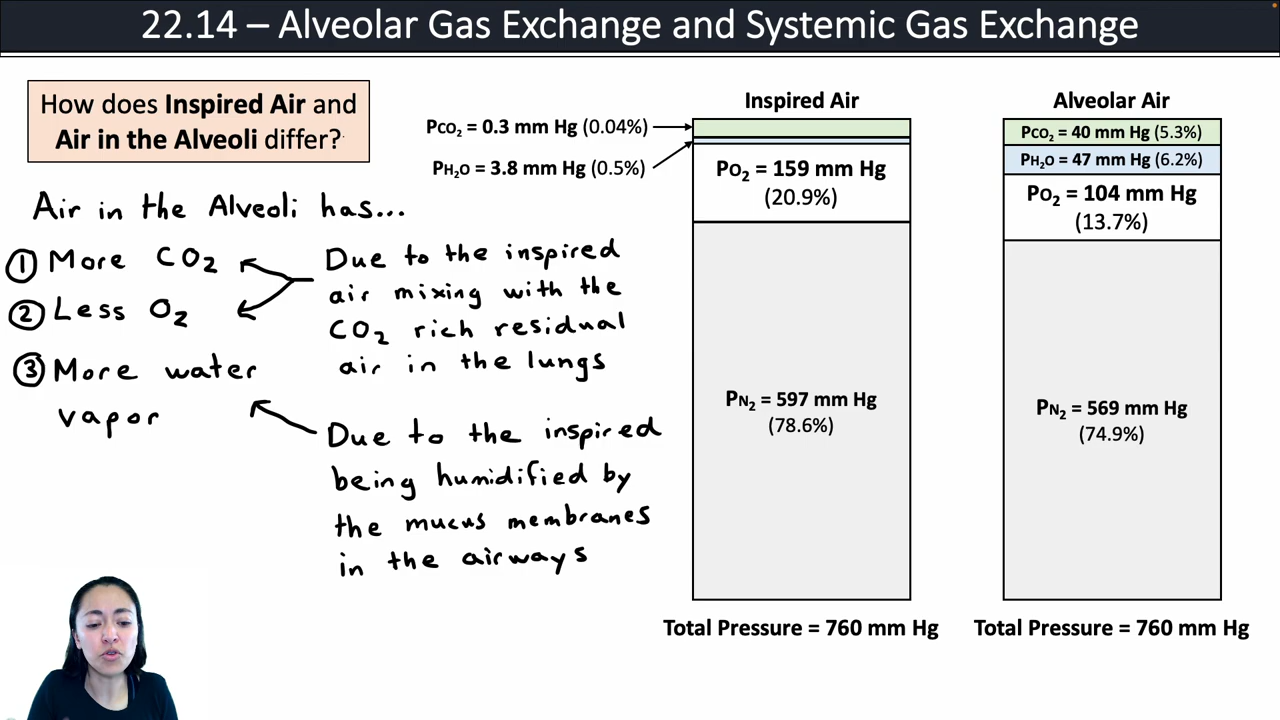 22.14 – Alveolar Gas Exchange and Systemic Gas Exchange
How does Inspired Air and
Air in the Alveoli differ?
Air in the Alveoli has...
① More CO₂
② Less O₂
③ More water
vapor
Due to the inspired
air mixing with the
CO₂ rich residual
air in the lungs
Due to the inspired
being humidified by
the mucus membranes
in the airways
Inspired Air
PCO₂ = 0.3 mm Hg (0.04%)
PH₂O = 3.8 mm Hg (0.5%)
PO₂ = 159 mm Hg
(20.9%)
PN₂ = 597 mm Hg
(78.6%)
Total Pressure = 760 mm Hg
Alveolar Air
PCO₂ = 40 mm Hg (5.3%)
PH₂O = 47 mm Hg (6.2%)
PO₂ = 104 mm Hg
(13.7%)
PN₂ = 569 mm Hg
(74.9%)
Total Pressure = 760 mm Hg